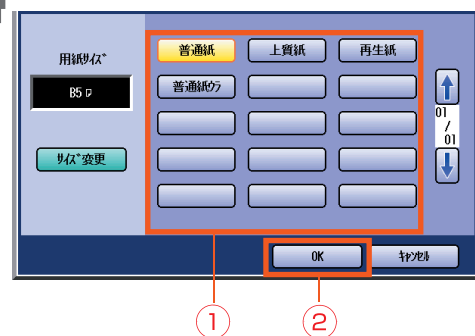 用紙ｻｲｽﾞ
B5
ｻｲｽﾞ変更
普通紙
上質紙
再生紙
普通紙ｳﾗ
01
/
01
OK
ｷｬﾝｾﾙ
1
2